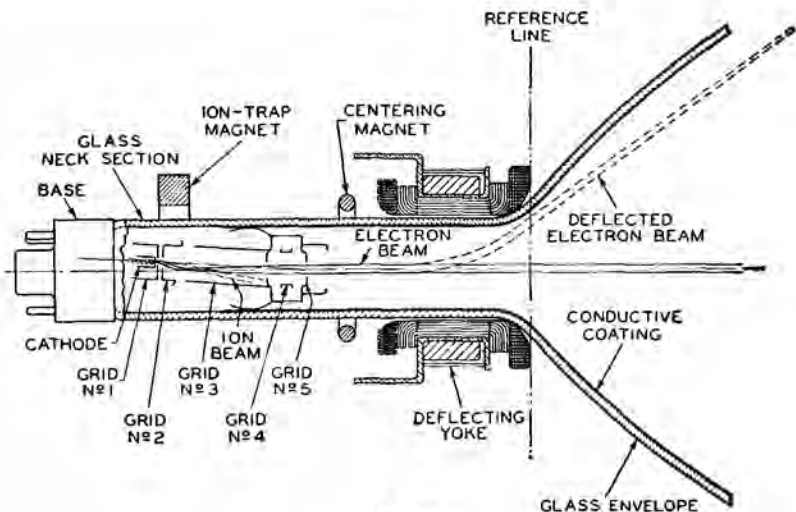 REFERENCE
LINE
ION-TRAP
MAGNET
CENTERING
MAGNET
GLASS
NECK SECTION
BASE
ELECTRON
BEAM
DEFLECTED
ELECTRON BEAM
CATHODE
GRID
Nº1
GRID
Nº2
GRID
Nº3
ION
BEAM
GRID
Nº4
GRID
Nº5
DEFLECTING
YOKE
CONDUCTIVE
COATING
GLASS ENVELOPE